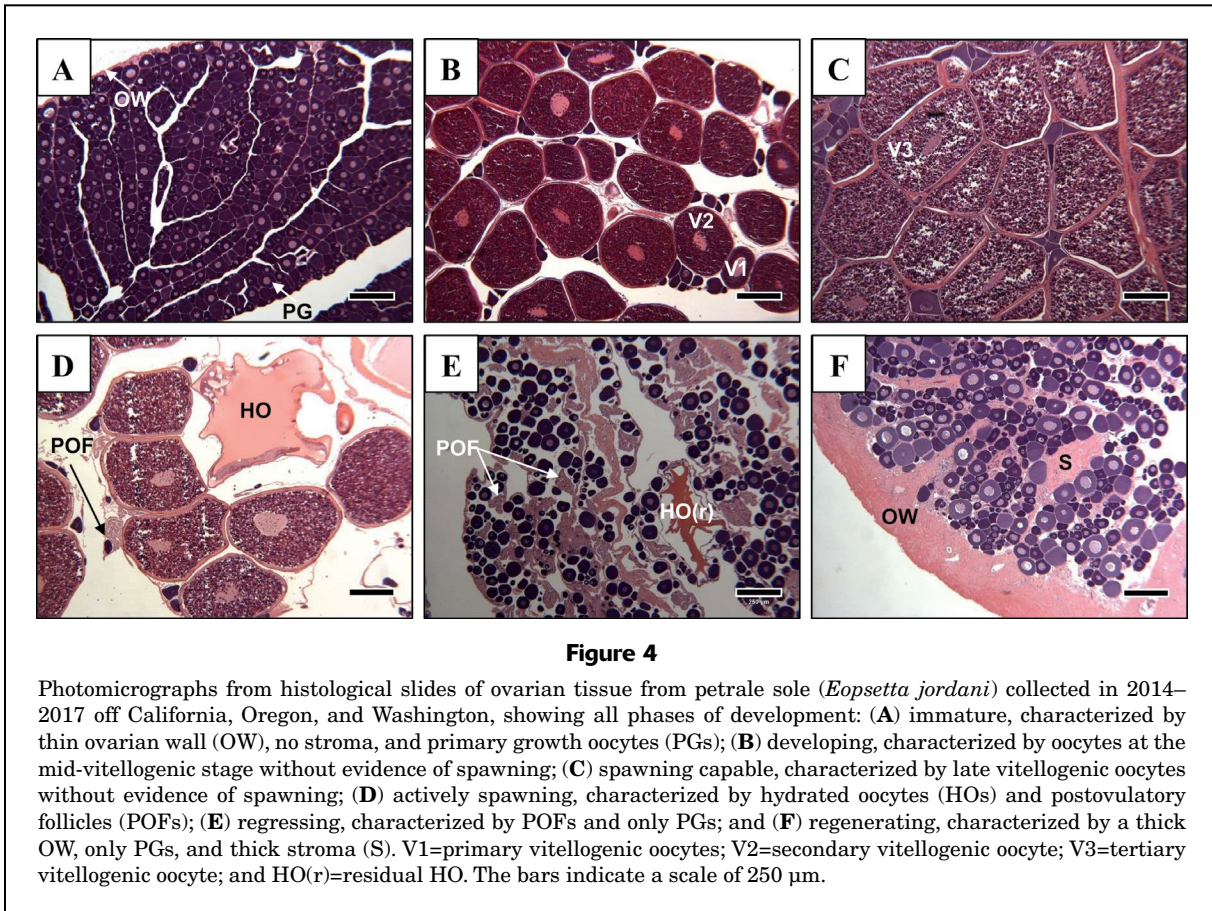 A
OW
PG
B
V2
V1
C
V3
D
HO
POF
E
POF
HO(r)
250 µm
F
S
OW
Figure 4
Photomicrographs from histological slides of ovarian tissue from petrale sole (Eopsetta jordani) collected in 2014–
2017 off California, Oregon, and Washington, showing all phases of development: (A) immature, characterized by
thin ovarian wall (OW), no stroma, and primary growth oocytes (PGs); (B) developing, characterized by oocytes at the
mid-vitellogenic stage without evidence of spawning; (C) spawning capable, characterized by late vitellogenic oocytes
without evidence of spawning; (D) actively spawning, characterized by hydrated oocytes (HOs) and postovulatory
follicles (POFs); (E) regressing, characterized by POFs and only PGs; and (F) regenerating, characterized by a thick
OW, only PGs, and thick stroma (S). V1=primary vitellogenic oocytes; V2=secondary vitellogenic oocyte; V3=tertiary
vitellogenic oocyte; and HO(r)=residual HO. The bars indicate a scale of 250 µm.